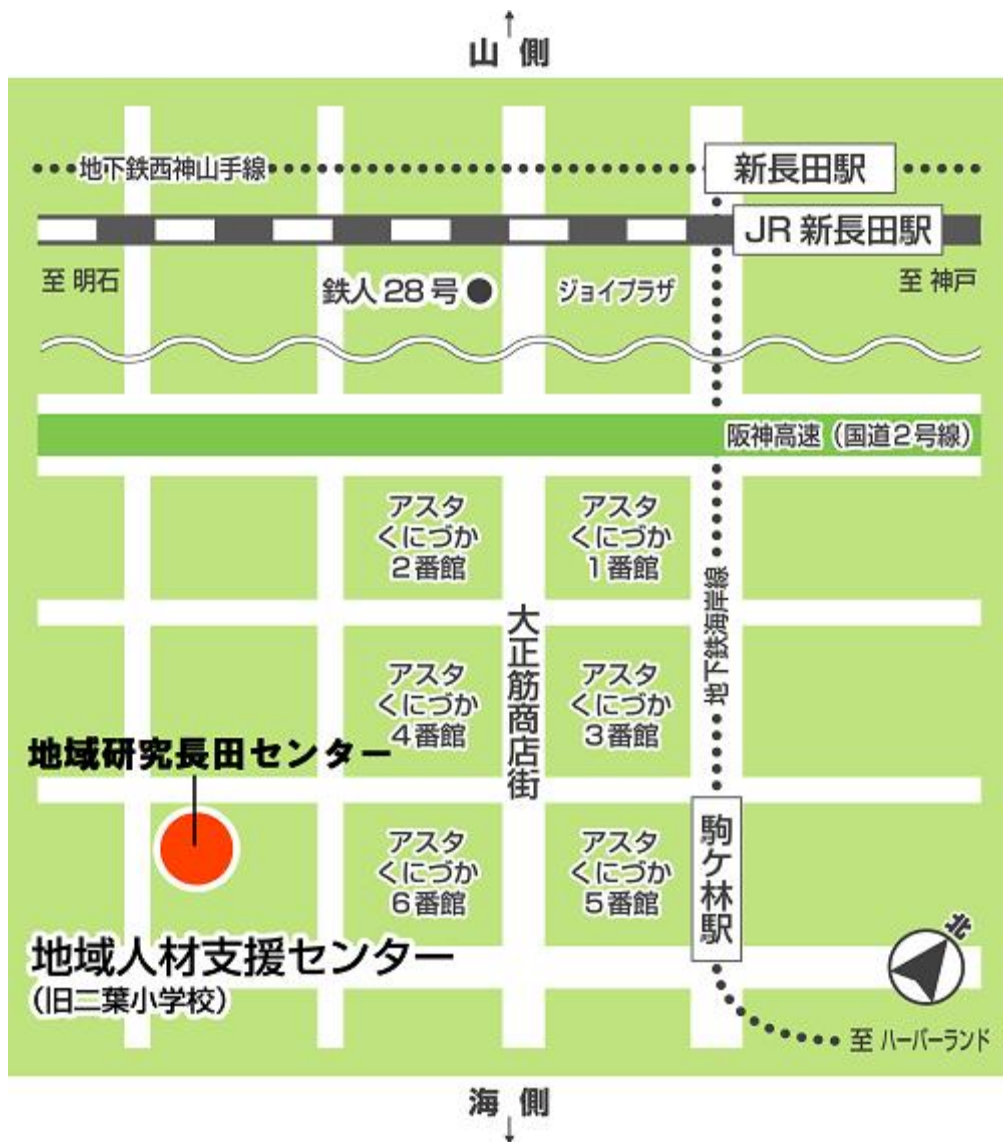 山側
地下鉄西神山手線
新長田駅
JR 新長田駅
至 明石
鉄人28号
ジョイプラザ
至 神戸
阪神高速（国道2号線）
アスタ
くにづか
2番館
アスタ
くにづか
1番館
地下鉄海岸線
大正筋商店街
アスタ
くにづか
4番館
アスタ
くにづか
3番館
地域研究長田センター
アスタ
くにづか
6番館
アスタ
くにづか
5番館
駒ケ林駅
地域人材支援センター
（旧二葉小学校）
北
至 ハーバーランド
海側